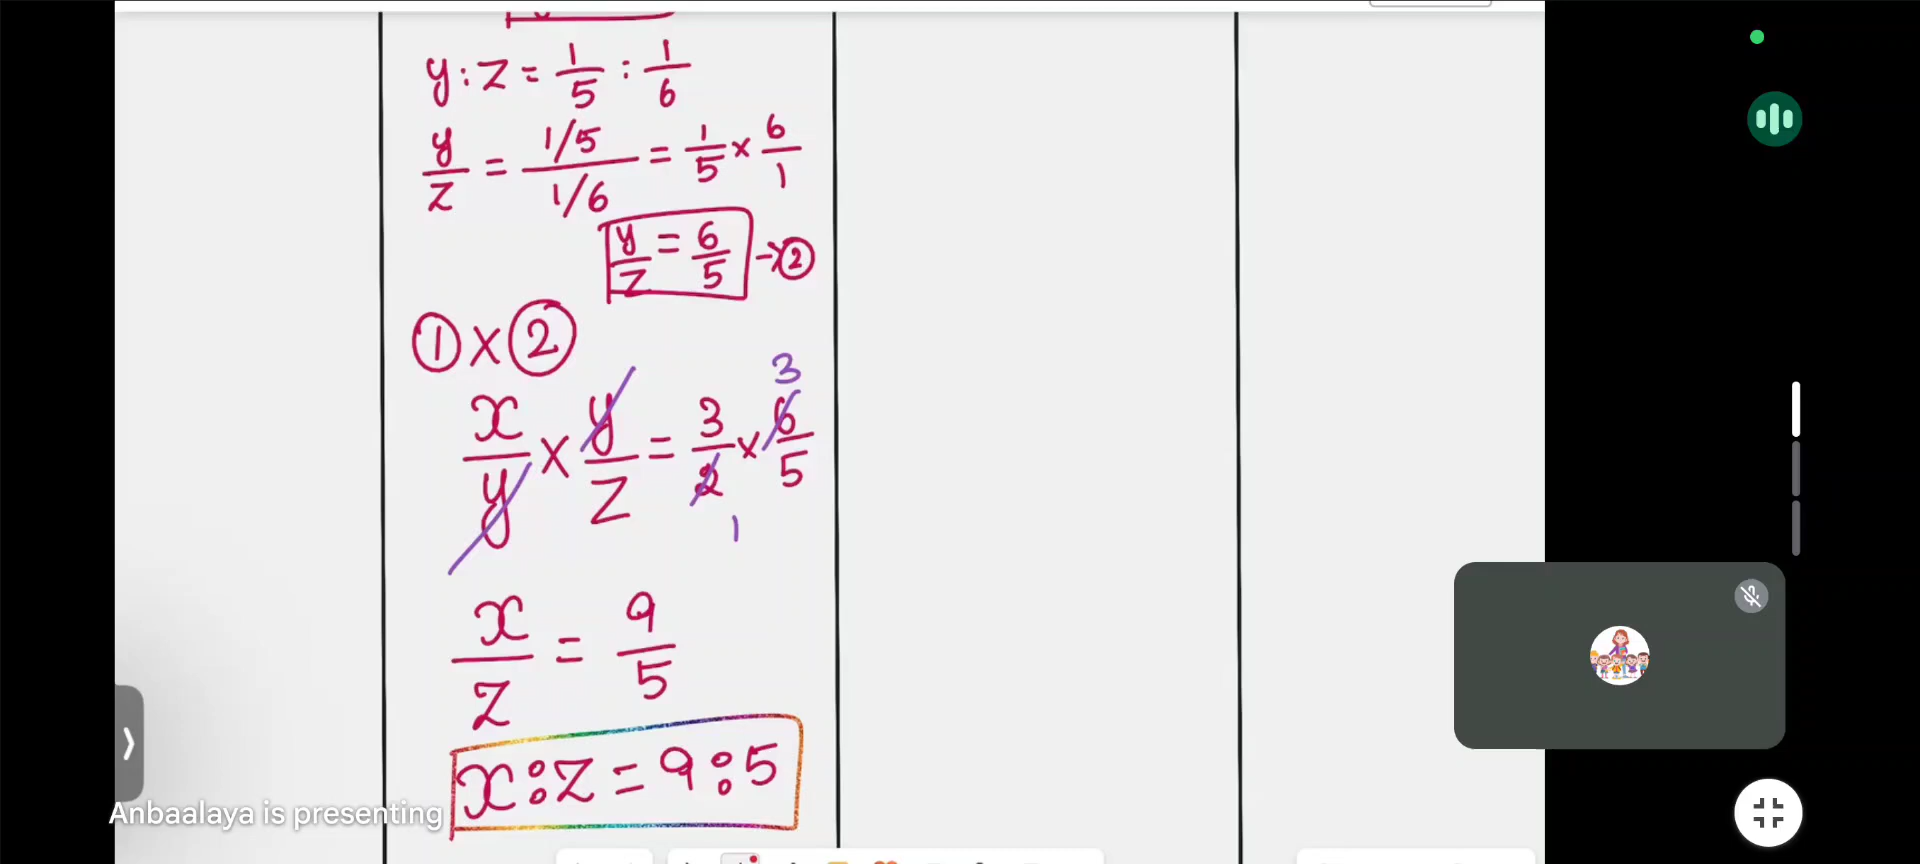 y : z = 1/5 : 1/6
y/z = (1/5)/(1/6) = 1/5 × 6/1
y/z = 6/5 → ②
① × ②
3
x/y × y/z = 3/2 × 6/5
1
x/z = 9/5
x : z = 9 : 5
Anbaalaya is presenting